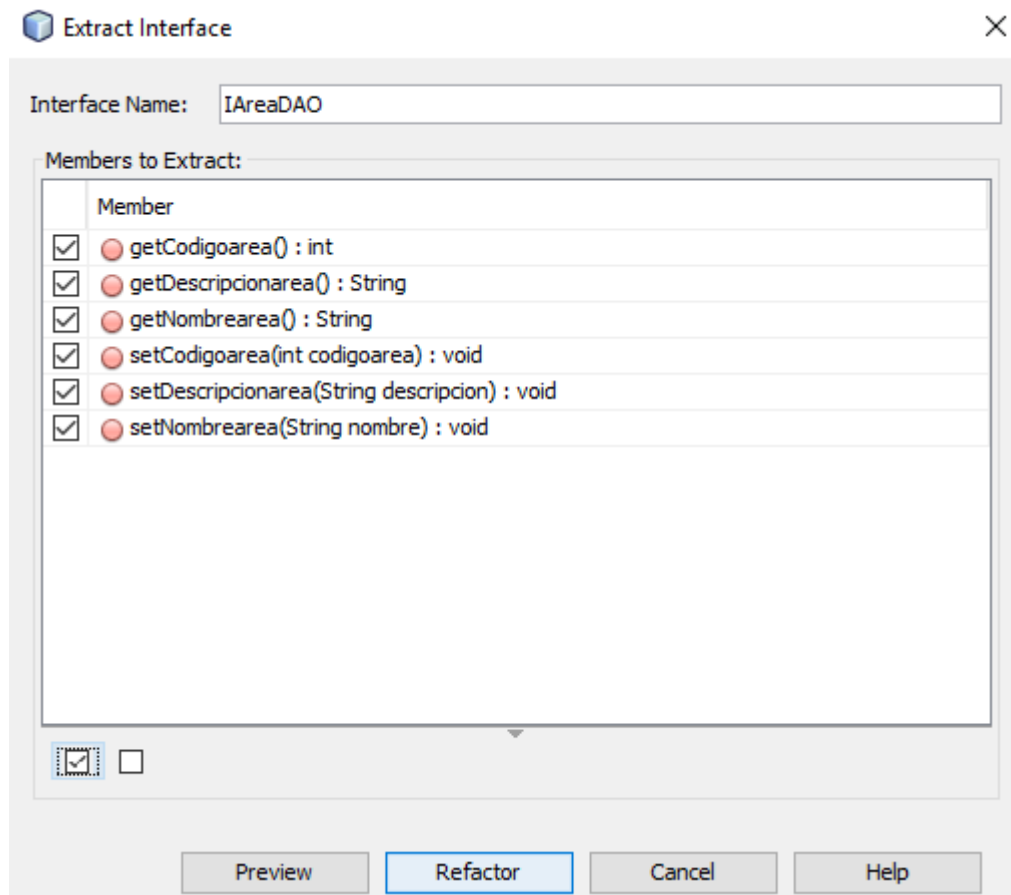 Extract Interface
Interface Name: IAreaDAO
Members to Extract:
Member
getCodigoarea() : int
getDescripcionarea() : String
getNombrearea() : String
setCodigoarea(int codigoarea) : void
setDescripcionarea(String descripcion) : void
setNombrearea(String nombre) : void
Preview Refactor Cancel Help